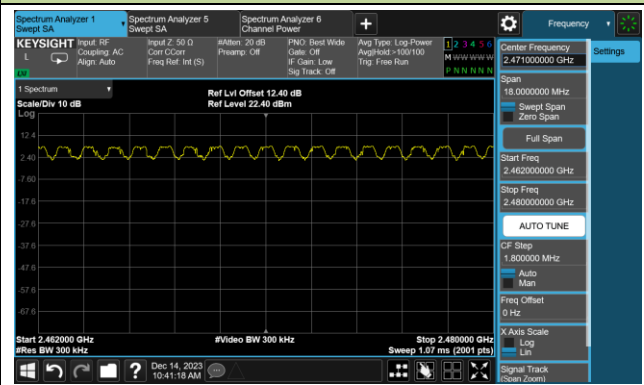 Spectrum Analyzer 1
Swept SA
Spectrum Analyzer 5
Swept SA
Spectrum Analyzer 6
Channel Power
+
Frequency
KEYSIGHT
L
Input: RF
Coupling: AC
Align: Auto
Input Z: 50 Ω
Corr CCorr
Freq Ref: Int (S)
#Atten: 20 dB
Preamp: Off
PNO: Best Wide
Gate: Off
IF Gain: Low
Sig Track: Off
Avg Type: Log-Power
Avg|Hold:>100/100
Trig: Free Run
1 2 3 4 5 6
M W W W W W
P N N N N N
1 Spectrum
Scale/Div 10 dB
Log
Ref Lvl Offset 12.40 dB
Ref Level 22.40 dBm
12.4
2.40
-7.60
-17.6
-27.6
-37.6
-47.6
-57.6
-67.6
Start 2.462000 GHz
#Res BW 300 kHz
#Video BW 300 kHz
Stop 2.480000 GHz
Sweep 1.07 ms (2001 pts)
Dec 14, 2023
10:41:18 AM
Center Frequency
2.471000000 GHz
Settings
Span
18.0000000 MHz
Swept Span
Zero Span
Full Span
Start Freq
2.462000000 GHz
Stop Freq
2.480000000 GHz
AUTO TUNE
CF Step
1.800000 MHz
Auto
Man
Freq Offset
0 Hz
X Axis Scale
Log
Lin
Signal Track
(Span Zoom)